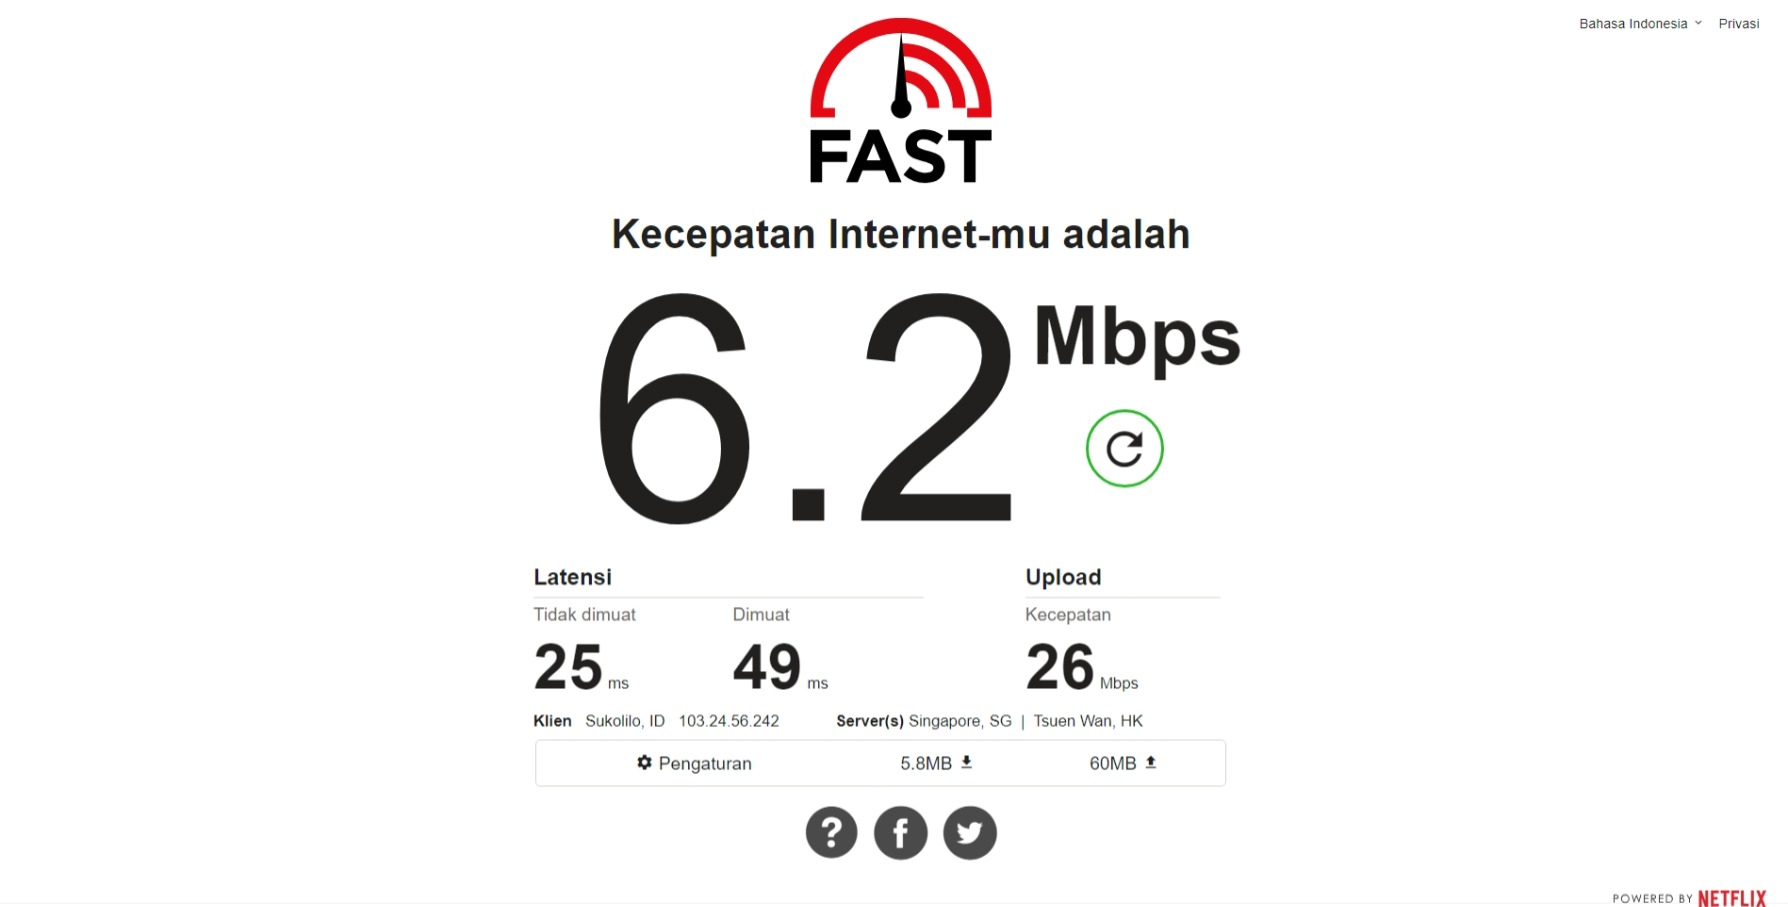 Bahasa Indonesia Privasi
FAST
Kecepatan Internet-mu adalah
6.2 Mbps
Latensi Upload
Tidak dimuat Dimuat Kecepatan
25 ms 49 ms 26 Mbps
Klien Sukolilo, ID 103.24.56.242 Server(s) Singapore, SG | Tsuen Wan, HK
Pengaturan 5.8MB 60MB
POWERED BY NETFLIX